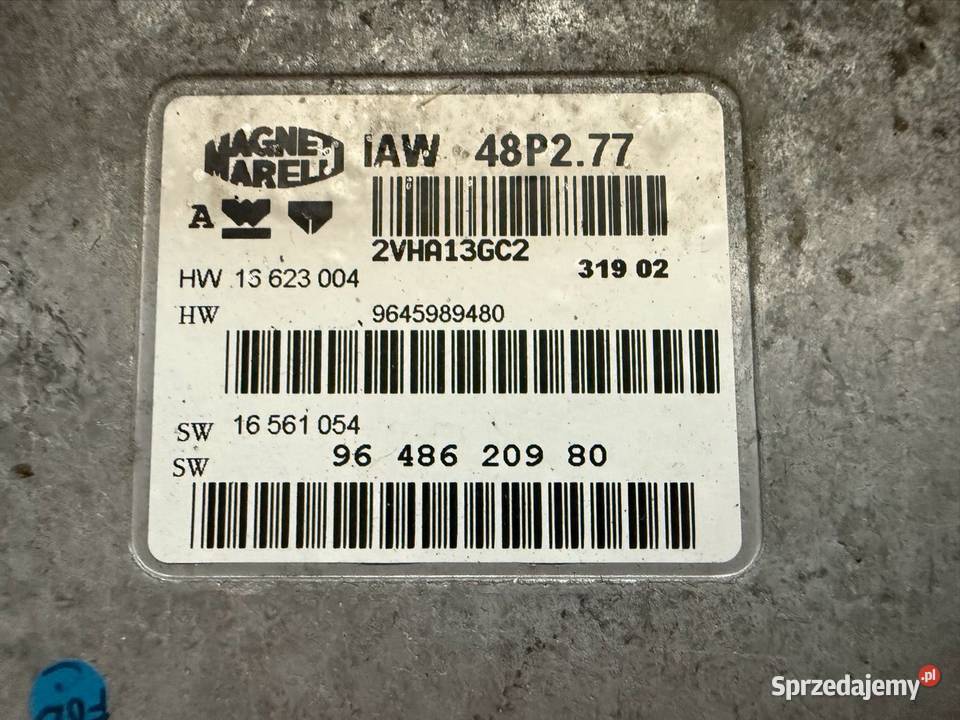 MAGNETI MARELLI
IAW 48P2.77
A
2VHA13GC2
319 02
HW 16 623 004
HW 9645989480
SW 16 561 054
SW 96 486 209 80
Sprzedajemy.pl